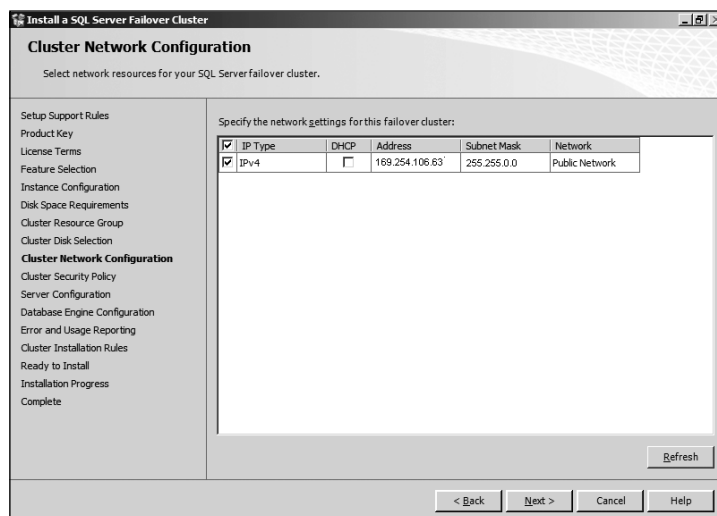 Install a SQL Server Failover Cluster
Cluster Network Configuration
Select network resources for your SQL Server failover cluster.
Setup Support Rules
Product Key
License Terms
Feature Selection
Instance Configuration
Disk Space Requirements
Cluster Resource Group
Cluster Disk Selection
Cluster Network Configuration
Cluster Security Policy
Server Configuration
Database Engine Configuration
Error and Usage Reporting
Cluster Installation Rules
Ready to Install
Installation Progress
Complete
Specify the network settings for this failover cluster:
IP Type DHCP Address Subnet Mask Network
IPv4 169.254.106.63 255.255.0.0 Public Network
Refresh
< Back Next > Cancel Help